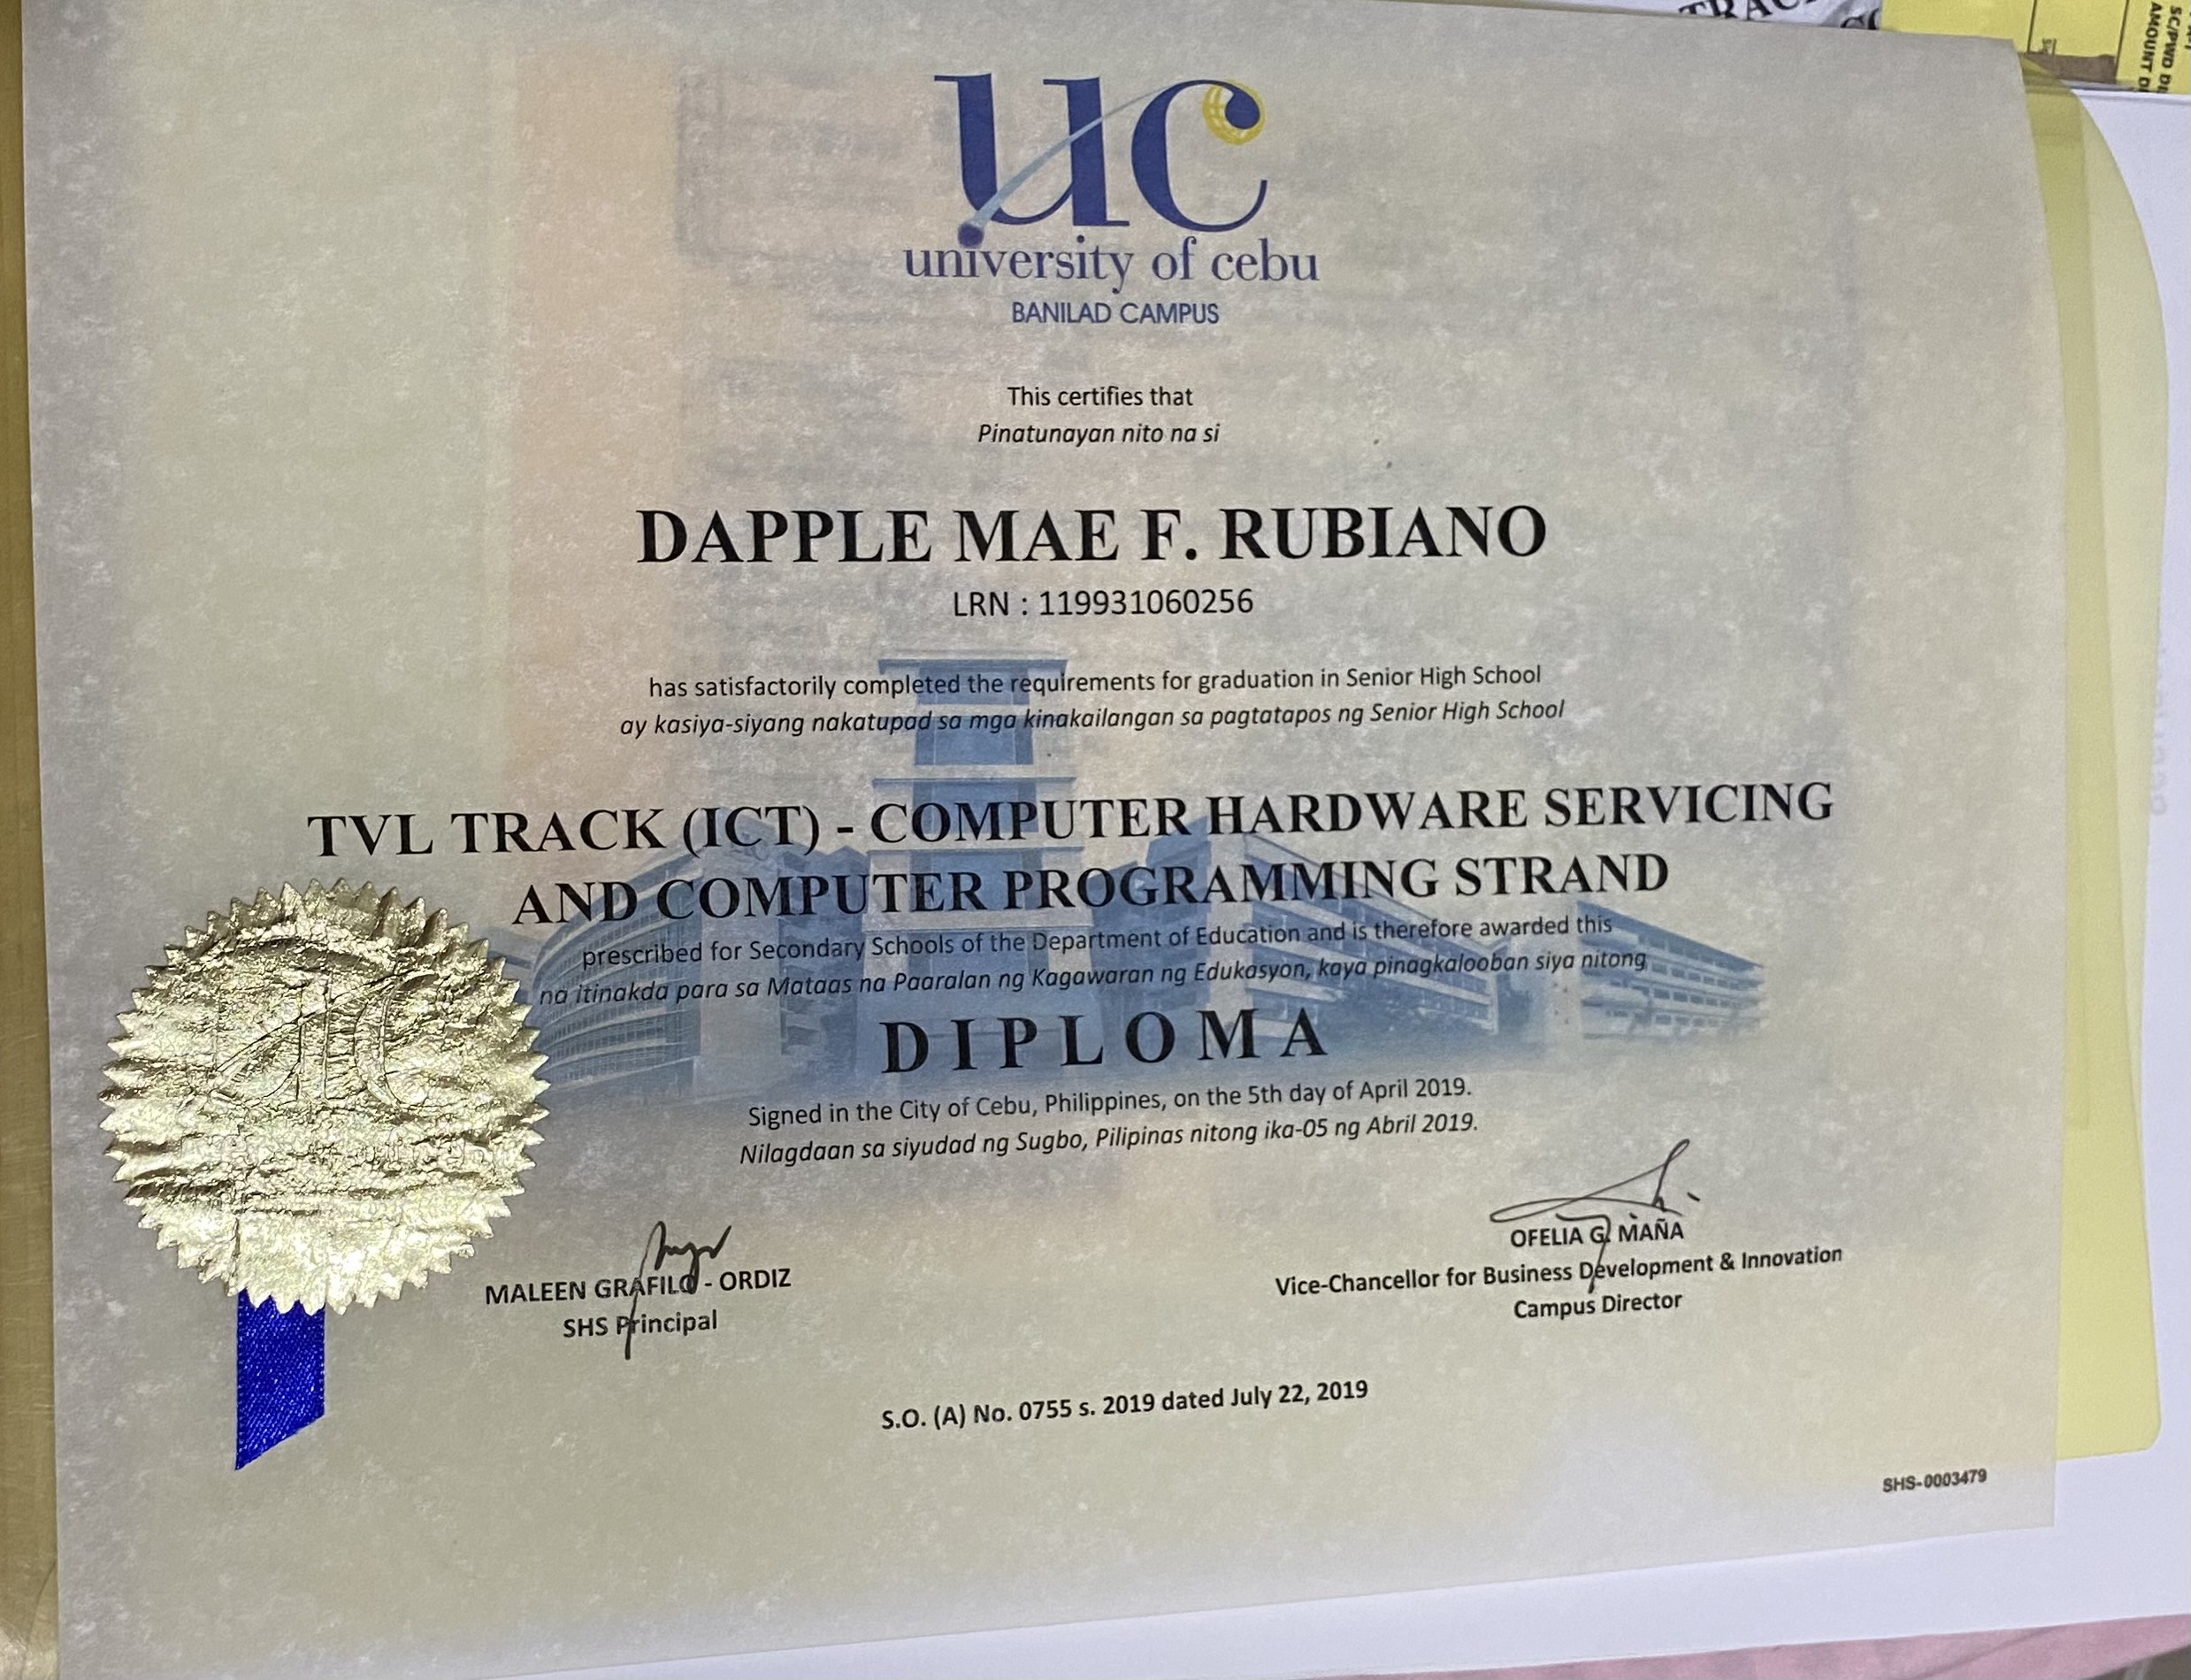 TRAC
SC/PWD
AMOUNT
uc
university of cebu
BANILAD CAMPUS
This certifies that
Pinatunayan nito na si
DAPPLE MAE F. RUBIANO
LRN : 119931060256
has satisfactorily completed the requirements for graduation in Senior High School
ay kasiya-siyang nakatupad sa mga kinakailangan sa pagtatapos ng Senior High School
TVL TRACK (ICT) - COMPUTER HARDWARE SERVICING
AND COMPUTER PROGRAMMING STRAND
prescribed for Secondary Schools of the Department of Education and is therefore awarded this
na itinakda para sa Mataas na Paaralan ng Kagawaran ng Edukasyon, kaya pinagkalooban siya nitong
DIPLOMA
Signed in the City of Cebu, Philippines, on the 5th day of April 2019.
Nilagdaan sa siyudad ng Sugbo, Pilipinas nitong ika-05 ng Abril 2019.
MALEEN GRAFILO - ORDIZ
SHS Principal
OFELIA G. MAÑA
Vice-Chancellor for Business Development & Innovation
Campus Director
S.O. (A) No. 0755 s. 2019 dated July 22, 2019
SHS-0003479